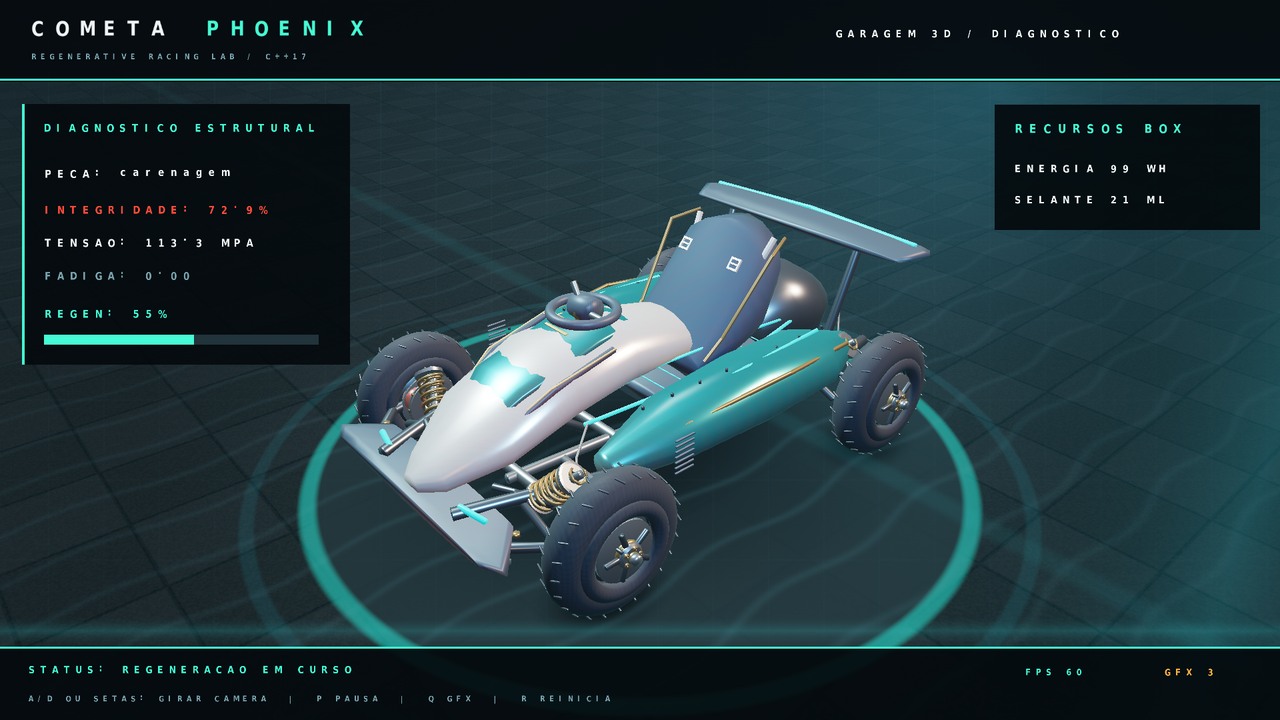 COMETA PHOENIX
REGENERATIVE RACING LAB / C++17
GARAGEM 3D / DIAGNOSTICO
DIAGNOSTICO ESTRUTURAL
PECA: carenagem
INTEGRIDADE: 72.9%
TENSAO: 113.3 MPA
FADIGA: 0.00
REGEN: 55%
RECURSOS BOX
ENERGIA 99 WH
SELANTE 21 ML
STATUS: REGENERACAO EM CURSO
FPS 60
GFX 3
A/D OU SETAS: GIRAR CAMERA | P PAUSA | Q GFX | R REINICIA